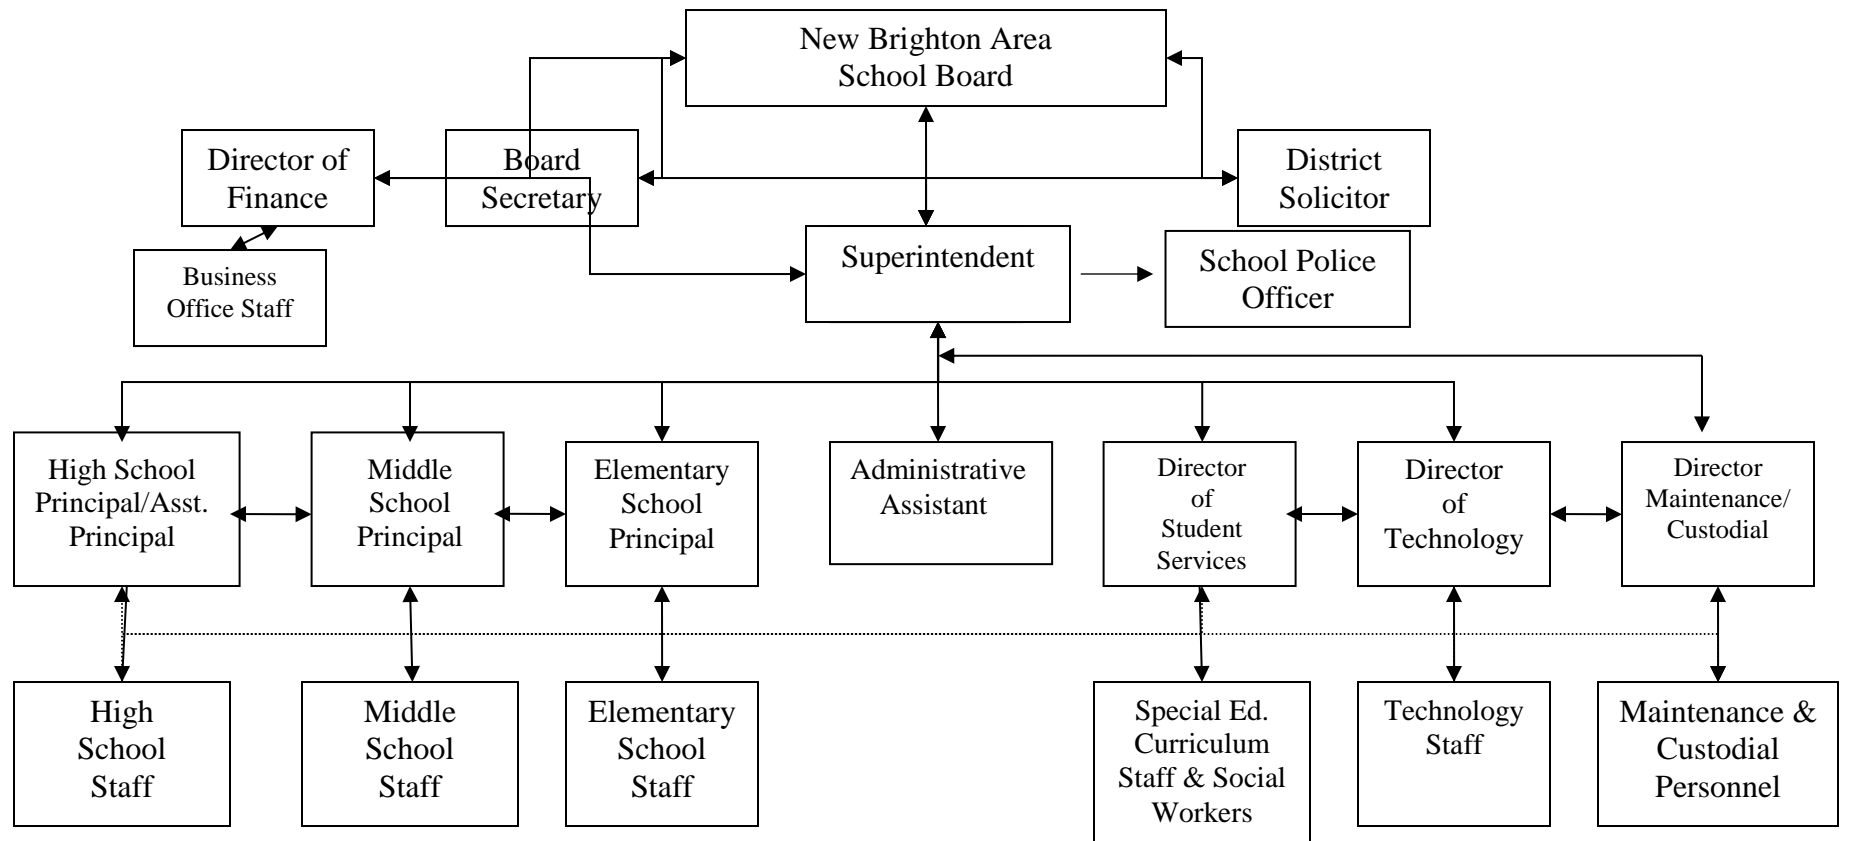 New Brighton Area
School Board
Director of
Finance
Board
Secretary
District
Solicitor
Business
Office Staff
Superintendent
School Police
Officer
High School
Principal/Asst.
Principal
Middle
School
Principal
Elementary
School
Principal
Administrative
Assistant
Director
of
Student
Services
Director
of
Technology
Director
Maintenance/
Custodial
High
School
Staff
Middle
School
Staff
Elementary
School
Staff
Special Ed.
Curriculum
Staff & Social
Workers
Technology
Staff
Maintenance &
Custodial
Personnel